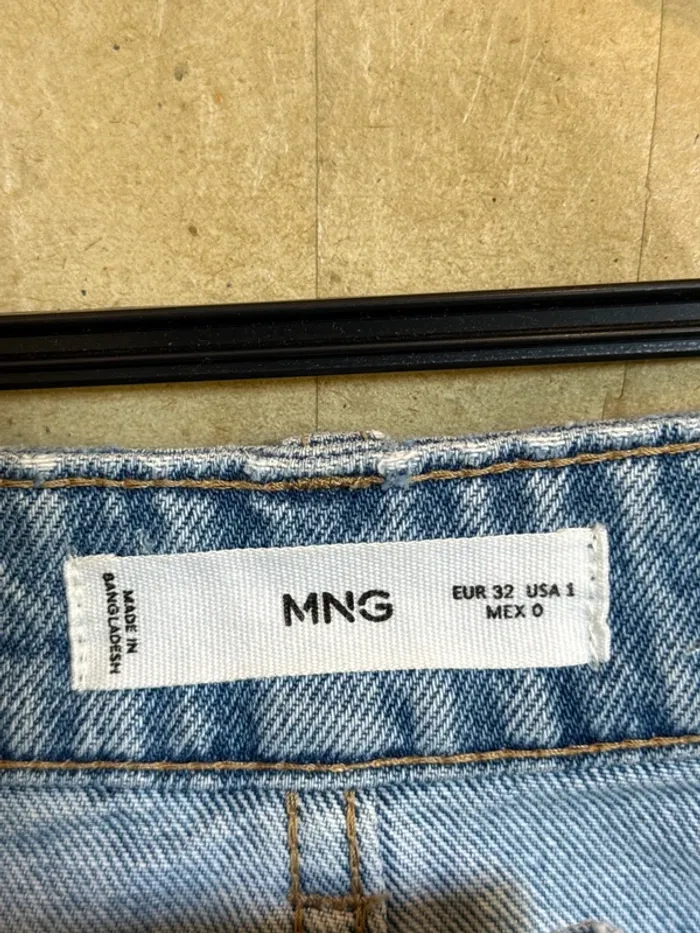 MADE IN
BANGLADESH
MNG
EUR 32 USA 1
MEX 0